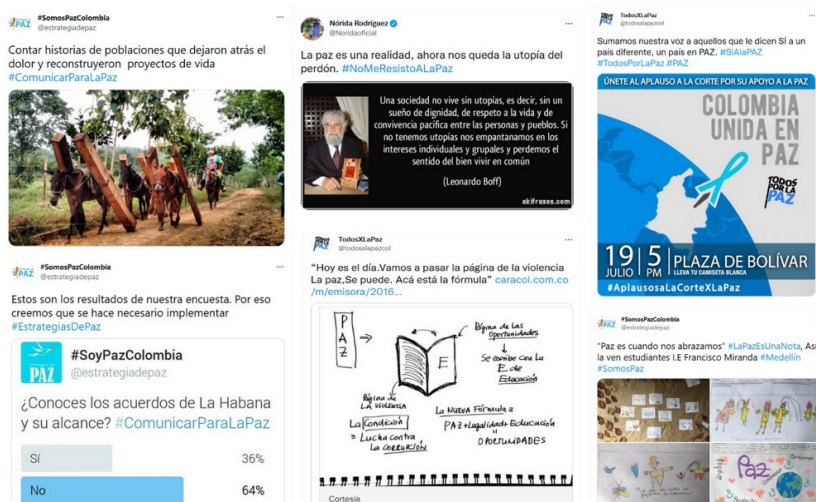 #SomosPazColombia
@estrategiadepaz
Contar historias de poblaciones que dejaron atrás el
dolor y reconstruyeron proyectos de vida
#ComunicarParaLaPaz
#SomosPazColombia
@estrategiadepaz
Estos son los resultados de nuestra encuesta. Por eso
creemos que se hace necesario implementar
#EstrategiasDePaz
PAZ
#SoyPazColombia
@estrategiadepaz
¿Conoces los acuerdos de La Habana
y su alcance? #ComunicarParaLaPaz
Sí 36%
No 64%
Nórida Rodríguez
@Noridaoficial
La paz es una realidad, ahora nos queda la utopía del
perdón. #NoMeResistoALaPaz
Una sociedad no vive sin utopías, es decir, sin un
sueño de dignidad, de respeto a la vida y de
convivencia pacífica entre las personas y pueblos. Si
no tenemos utopías nos empantanamos en los
intereses individuales y grupales y perdemos el
sentido del bien vivir en común
(Leonardo Boff)
akifrases.com
TodosXLaPaz
@todosxlapazcol
“Hoy es el día.Vamos a pasar la página de la violencia
La paz,Se puede. Acá está la fórmula” caracol.com.co
/m/emisora/2016...
PAZ
E
Página de las
Oportunidades
Se escribe con la
E de
Educación
Página de
La violencia
La Condición
= Lucha contra
la corrupción
La nueva Fórmula =
PAZ+Legalidad+Educación
=
OPORTUNIDADES
Cortesía
TodosXLaPaz
@todosxlapazcol
Sumamos nuestra voz a aquellos que le dicen SÍ a un
país diferente, un país en PAZ. #SiAlaPAZ
#TodosPorLaPaz #PAZ
ÚNETE AL APLAUSO A LA CORTE POR SU APOYO A LA PAZ
COLOMBIA
UNIDA EN
PAZ
TODOS
POR LA
PAZ
19 JULIO | 5 PM | PLAZA DE BOLÍVAR
LLEVA TU CAMISETA BLANCA
#AplausosaLaCorteXLaPaz
#SomosPazColombia
@estrategiadepaz
"Paz es cuando nos abrazamos" #LaPazEsUnaNota, Así
la ven estudiantes I.E Francisco Miranda #Medellín
#SomosPaz
Paz